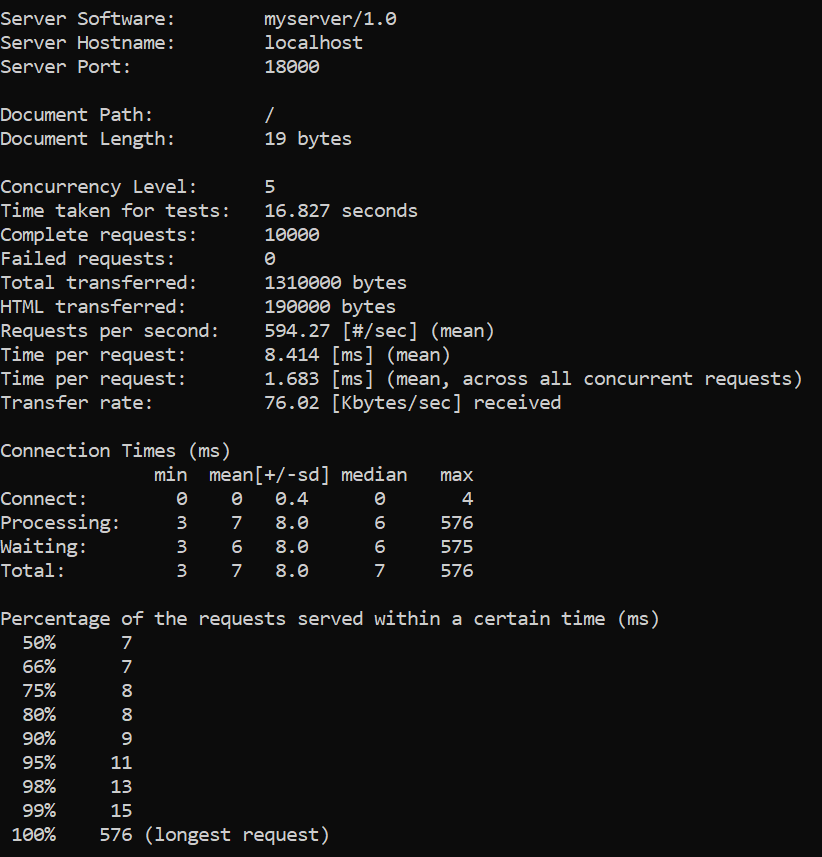 Server Software:        myserver/1.0
Server Hostname:        localhost
Server Port:            18000

Document Path:          /
Document Length:        19 bytes

Concurrency Level:      5
Time taken for tests:   16.827 seconds
Complete requests:      10000
Failed requests:        0
Total transferred:      1310000 bytes
HTML transferred:       190000 bytes
Requests per second:    594.27 [#/sec] (mean)
Time per request:       8.414 [ms] (mean)
Time per request:       1.683 [ms] (mean, across all concurrent requests)
Transfer rate:          76.02 [Kbytes/sec] received

Connection Times (ms)
              min  mean[+/-sd] median   max
Connect:        0    0   0.4      0       4
Processing:     3    7   8.0      6     576
Waiting:        3    6   8.0      6     575
Total:          3    7   8.0      7     576

Percentage of the requests served within a certain time (ms)
  50%      7
  66%      7
  75%      8
  80%      8
  90%      9
  95%     11
  98%     13
  99%     15
 100%    576 (longest request)